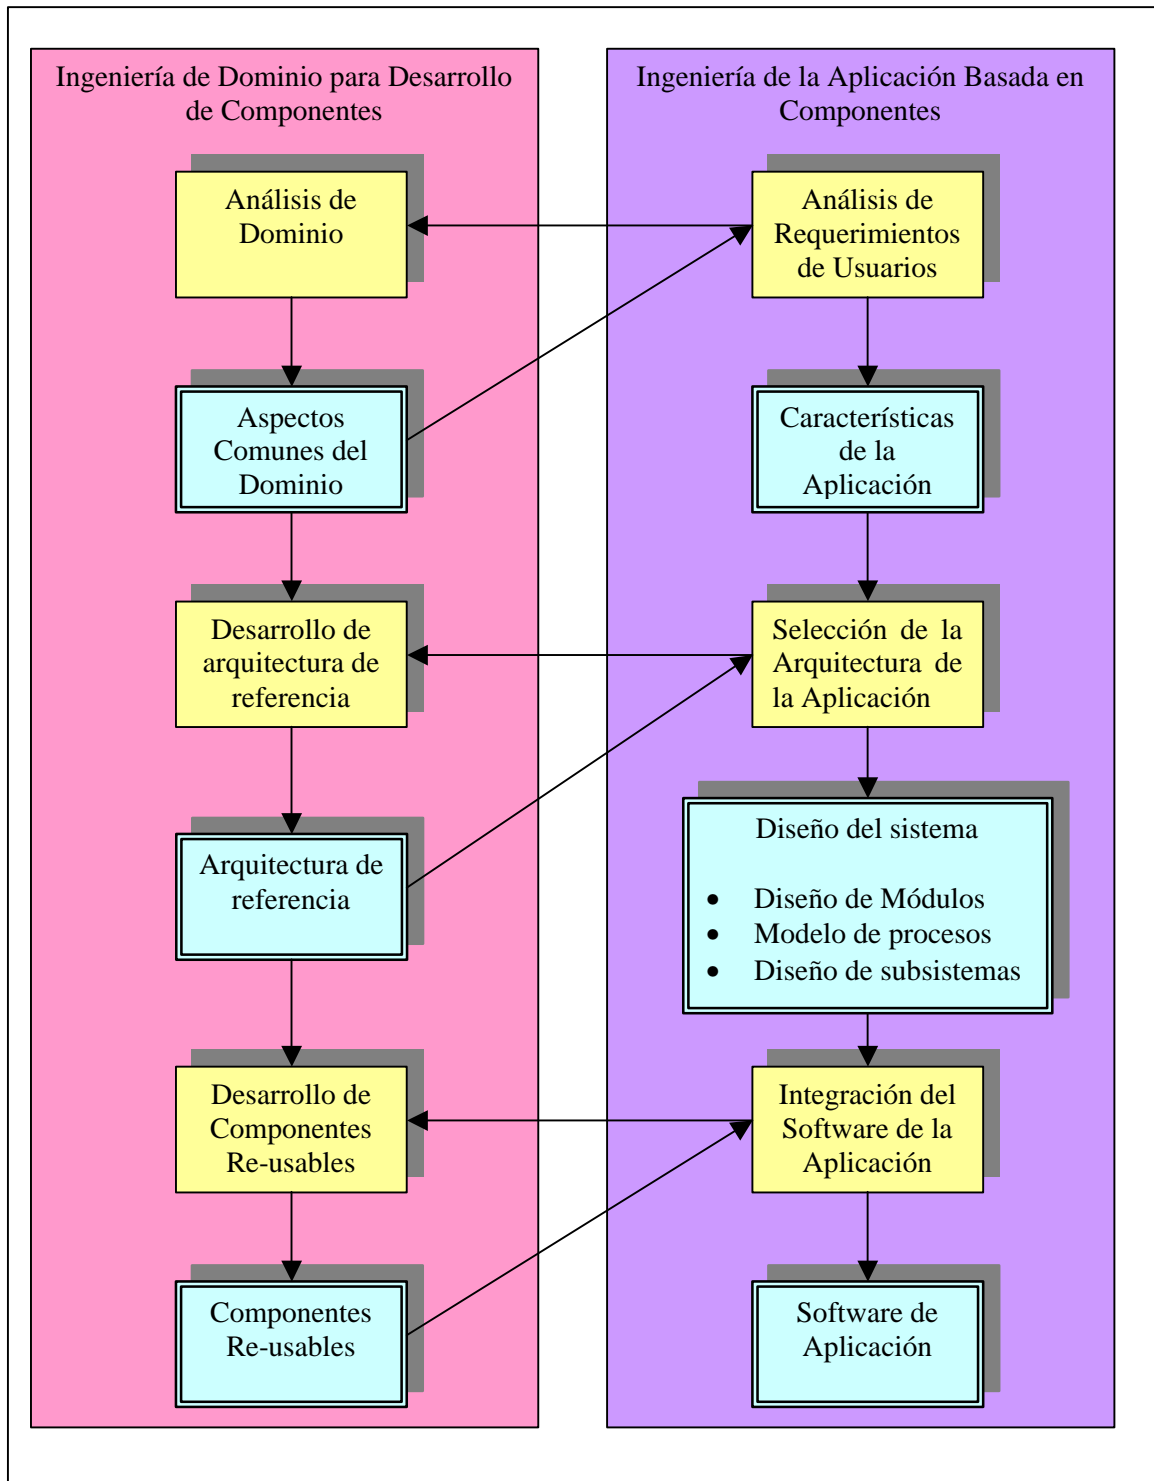 Ingeniería de Dominio para Desarrollo
de Componentes
Análisis de
Dominio
Aspectos
Comunes del
Dominio
Desarrollo de
arquitectura de
referencia
Arquitectura de
referencia
Desarrollo de
Componentes
Re-usables
Componentes
Re-usables
Ingeniería de la Aplicación Basada en
Componentes
Análisis de
Requerimientos
de Usuarios
Característícas
de la
Aplicación
Selección de la
Arquitectura de
la Aplicación
Diseño del sistema
• Diseño de Módulos
• Modelo de procesos
• Diseño de subsistemas
Integración del
Software de la
Aplicación
Software de
Aplicación